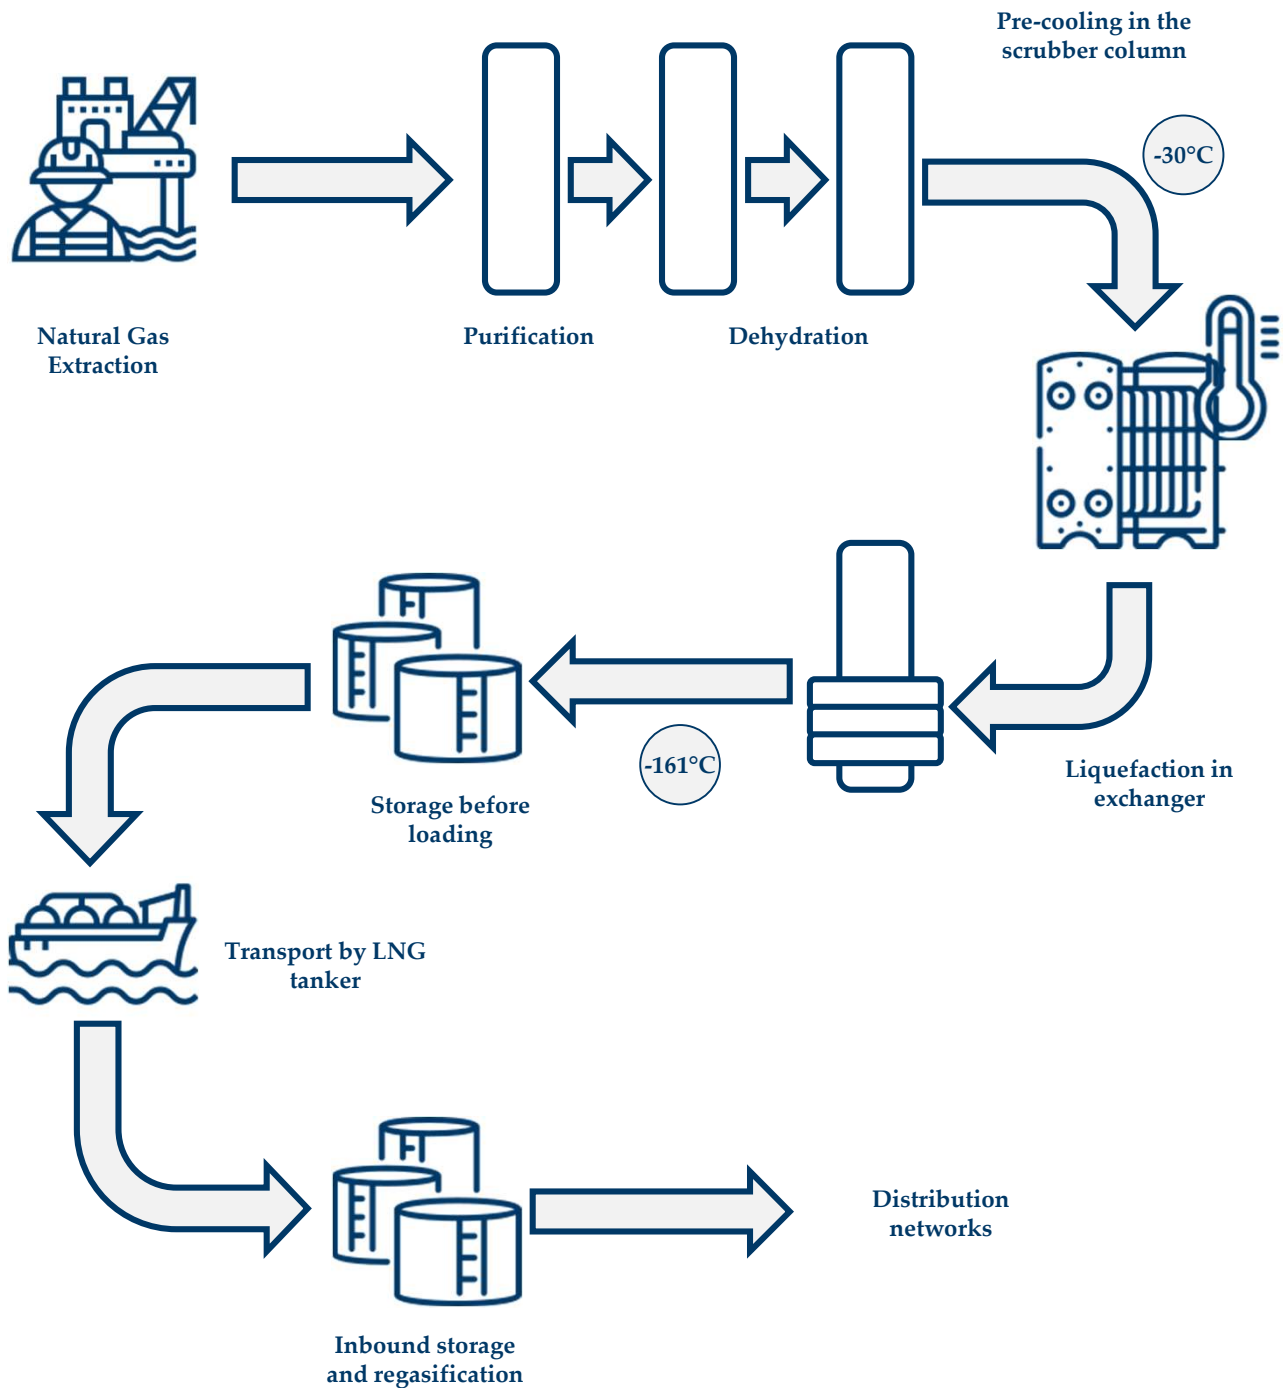 Pre-cooling in the
scrubber column
-30°C
Natural Gas
Extraction
Purification
Dehydration
Liquefaction in
exchanger
-161°C
Storage before
loading
Transport by LNG
tanker
Distribution
networks
Inbound storage
and regasification